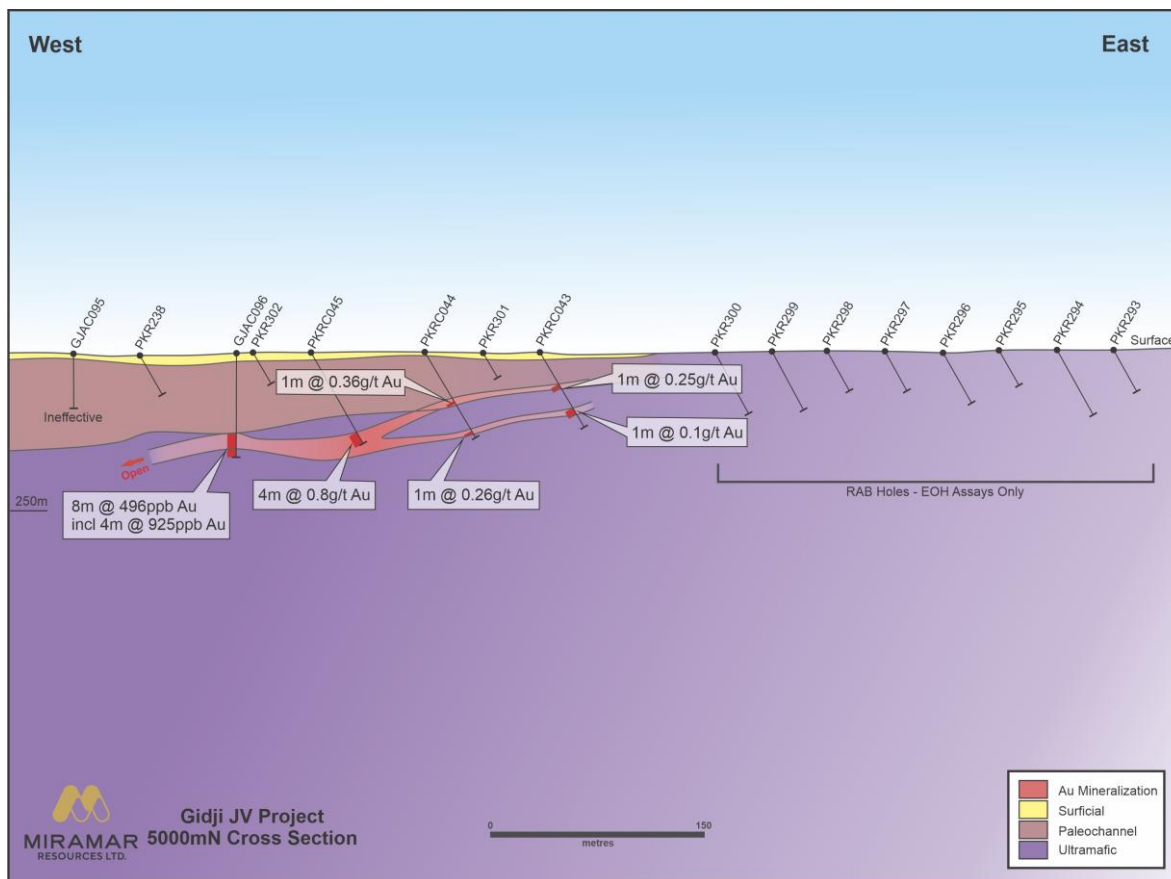 West
East
GJAC095
PKR238
GJAC096
PKR302
PKRC045
PKRC044
PKR301
PKRC043
PKR300
PKR299
PKR298
PKR297
PKR296
PKR295
PKR294
PKR293
Surface
1m @ 0.36g/t Au
1m @ 0.25g/t Au
Ineffective
1m @ 0.1g/t Au
Open
8m @ 496ppb Au
incl 4m @ 925ppb Au
4m @ 0.8g/t Au
1m @ 0.26g/t Au
RAB Holes - EOH Assays Only
250m
MIRAMAR
RESOURCES LTD.
Gidji JV Project
5000mN Cross Section
0
150
metres
Au Mineralization
Surficial
Paleochannel
Ultramafic